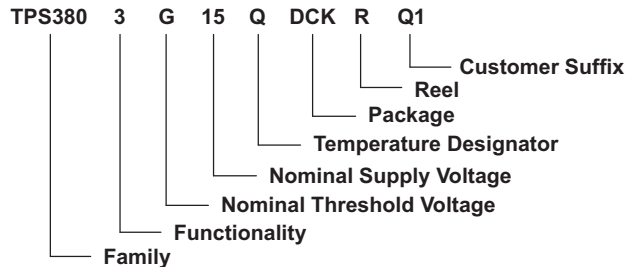 TPS380 3 G 15 Q DCK R Q1
Customer Suffix
Reel
Package
Temperature Designator
Nominal Supply Voltage
Nominal Threshold Voltage
Functionality
Family